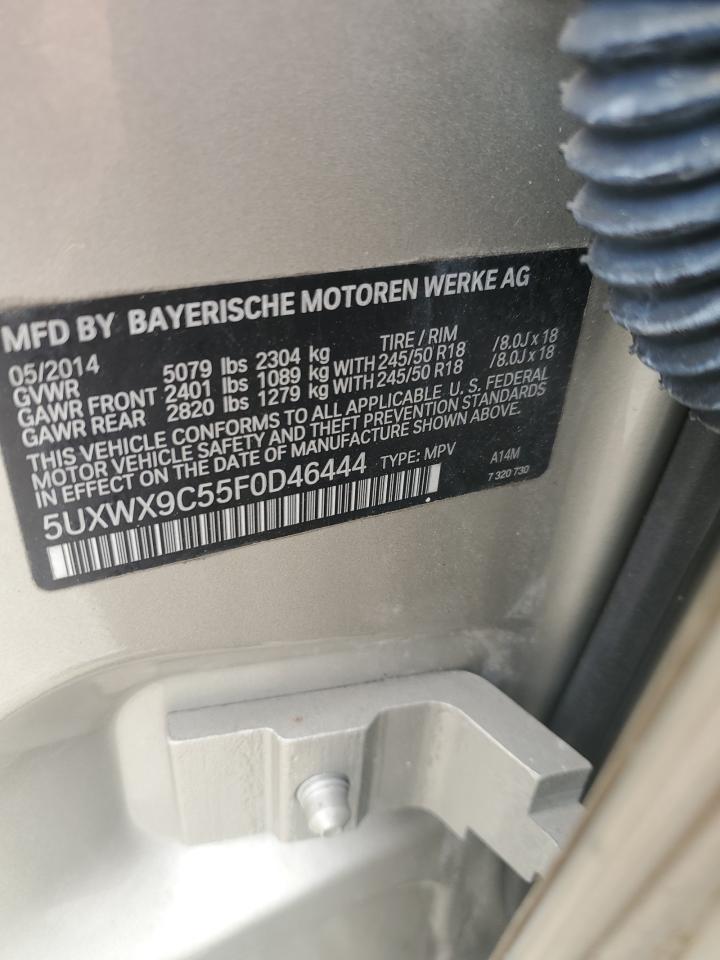 MFD BY BAYERISCHE MOTOREN WERKE AG
05/2014 TIRE / RIM
GVWR 5079 lbs 2304 kg
GAWR FRONT 2401 lbs 1089 kg WITH 245/50 R18 /8.0J x 18
GAWR REAR 2820 lbs 1279 kg WITH 245/50 R18 /8.0J x 18
THIS VEHICLE CONFORMS TO ALL APPLICABLE U. S. FEDERAL
MOTOR VEHICLE SAFETY AND THEFT PREVENTION STANDARDS
IN EFFECT ON THE DATE OF MANUFACTURE SHOWN ABOVE.
5UXWX9C55F0D46444 TYPE: MPV A14M
7 320 730